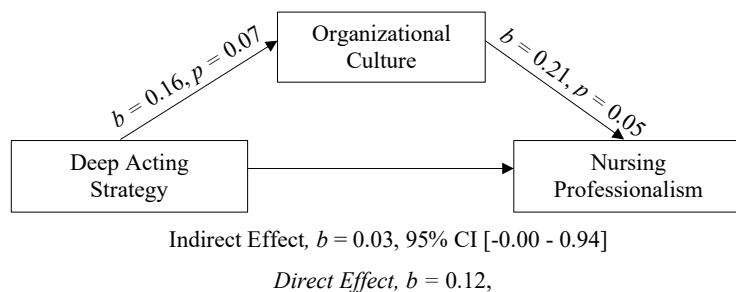 Organizational
Culture
b = 0.16, p = 0.07
b = 0.21, p = 0.05
Deep Acting
Strategy
Nursing
Professionalism
Indirect Effect, b = 0.03, 95% CI [-0.00 - 0.94]
Direct Effect, b = 0.12,